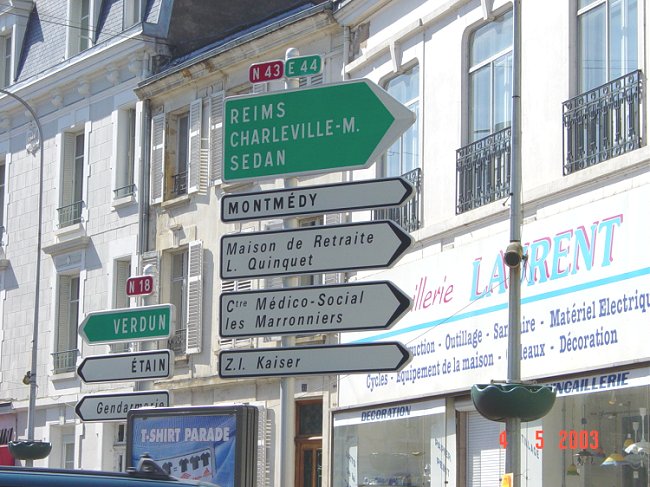 N 43
E 44
REIMS
CHARLEVILLE-M.
SEDAN
MONTMÉDY
Maison de Retraite
L. Quinquet
Ctre Médico-Social
les Marronniers
Z.I. Kaiser
N 18
VERDUN
ÉTAIN
Gendarmerie
T-SHIRT PARADE
illerie LAURENT
uction - Outillage - Sanitaire - Matériel Electrique
Cycles - Equipement de la maison - - Décoration
DECORATION
ENCAILLERIE
4 5 2003